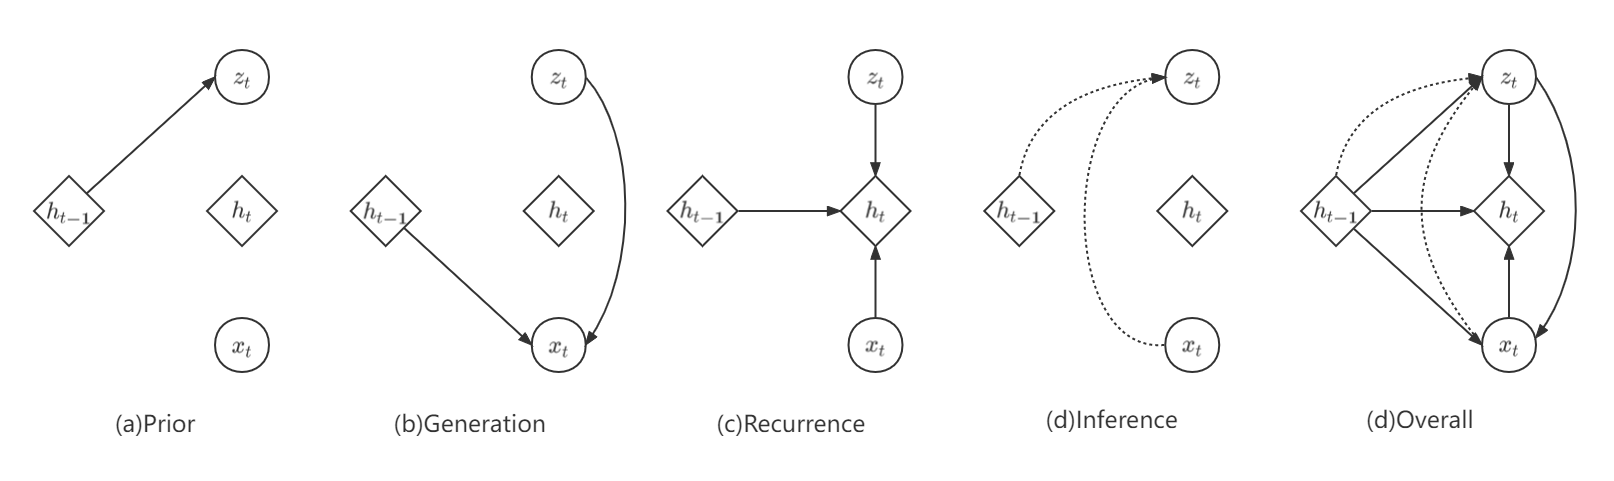 z_t z_t z_t z_t z_t
h_{t-1} h_t h_{t-1} h_t h_{t-1} h_t h_{t-1} h_t h_{t-1} h_t
x_t x_t x_t x_t x_t
(a)Prior (b)Generation (c)Recurrence (d)Inference (d)Overall